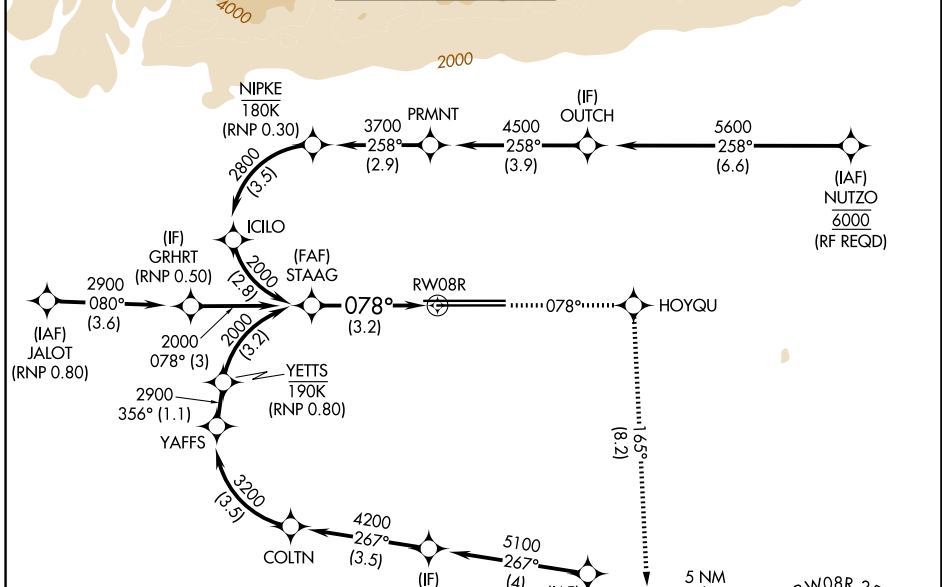 4000
2000
NIPKE
180K
(RNP 0.30)
3700
258°
(2.9)
PRMNT
4500
258°
(3.9)
(IF)
OUTCH
5600
258°
(6.6)
(IAF)
NUTZO
6000
(RF REQD)
2800
(3.5)
ICILO
2000
(2.8)
(IF)
GRHRT
(RNP 0.50)
(FAF)
STAAG
RW08R
2900
080°
(3.6)
(IAF)
JALOT
(RNP 0.80)
078°
(3.2)
078°
HOYQU
2000
078° (3)
2000
(3.2)
YETTS
190K
(RNP 0.80)
2900
356° (1.1)
YAFFS
165°
(8.2)
3200
(3.5)
COLTN
4200
267°
(3.5)
(IF)
5100
267°
(4)
5 NM